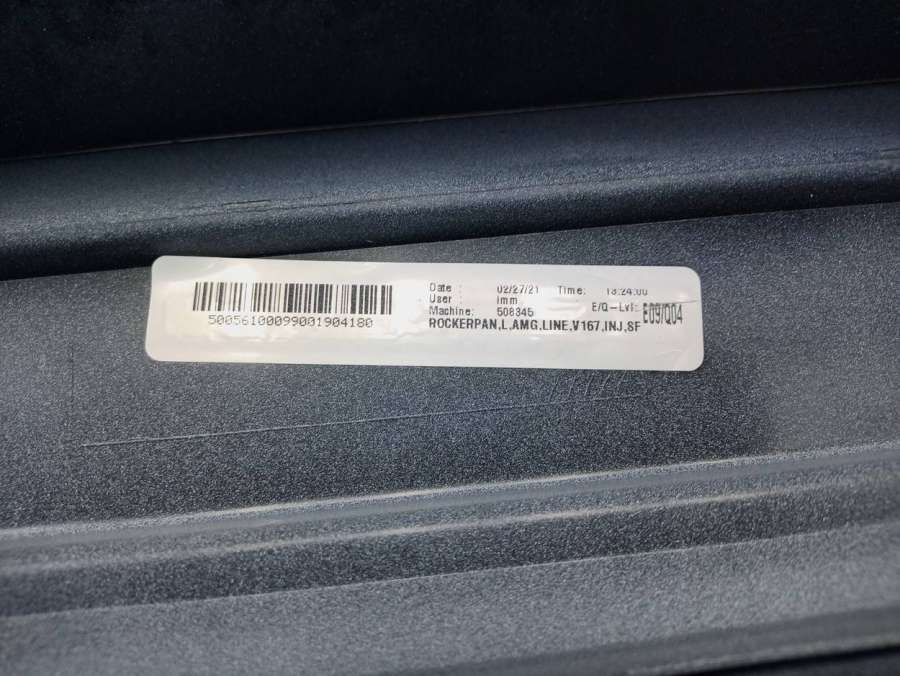 Date : 02/27/21 Time: 13:24:00
User : imm
Machine: 508345 E/Q-Lvl: E09/Q04
50056100099001904180
ROCKERPAN,L,AMG.LINE,V167,INJ,SF